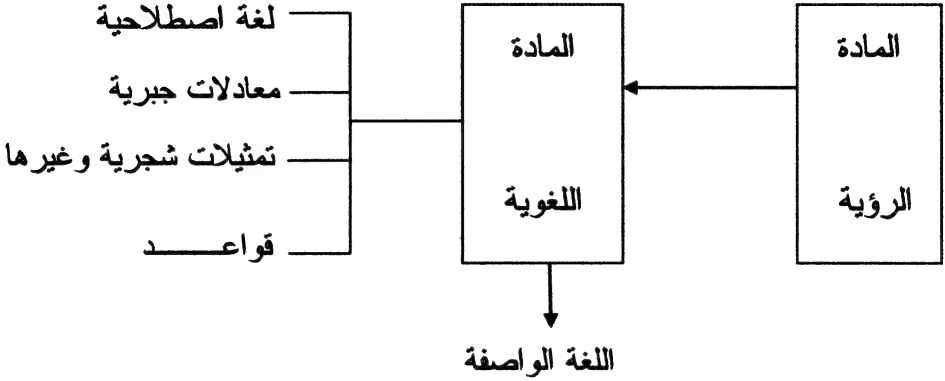 المادة
الرؤية
المادة
اللغوية
لغة اصطلاحية
معادلات جبرية
تمثيلات شجرية وغيرها
قواعـــــــد
اللغة الواصفة